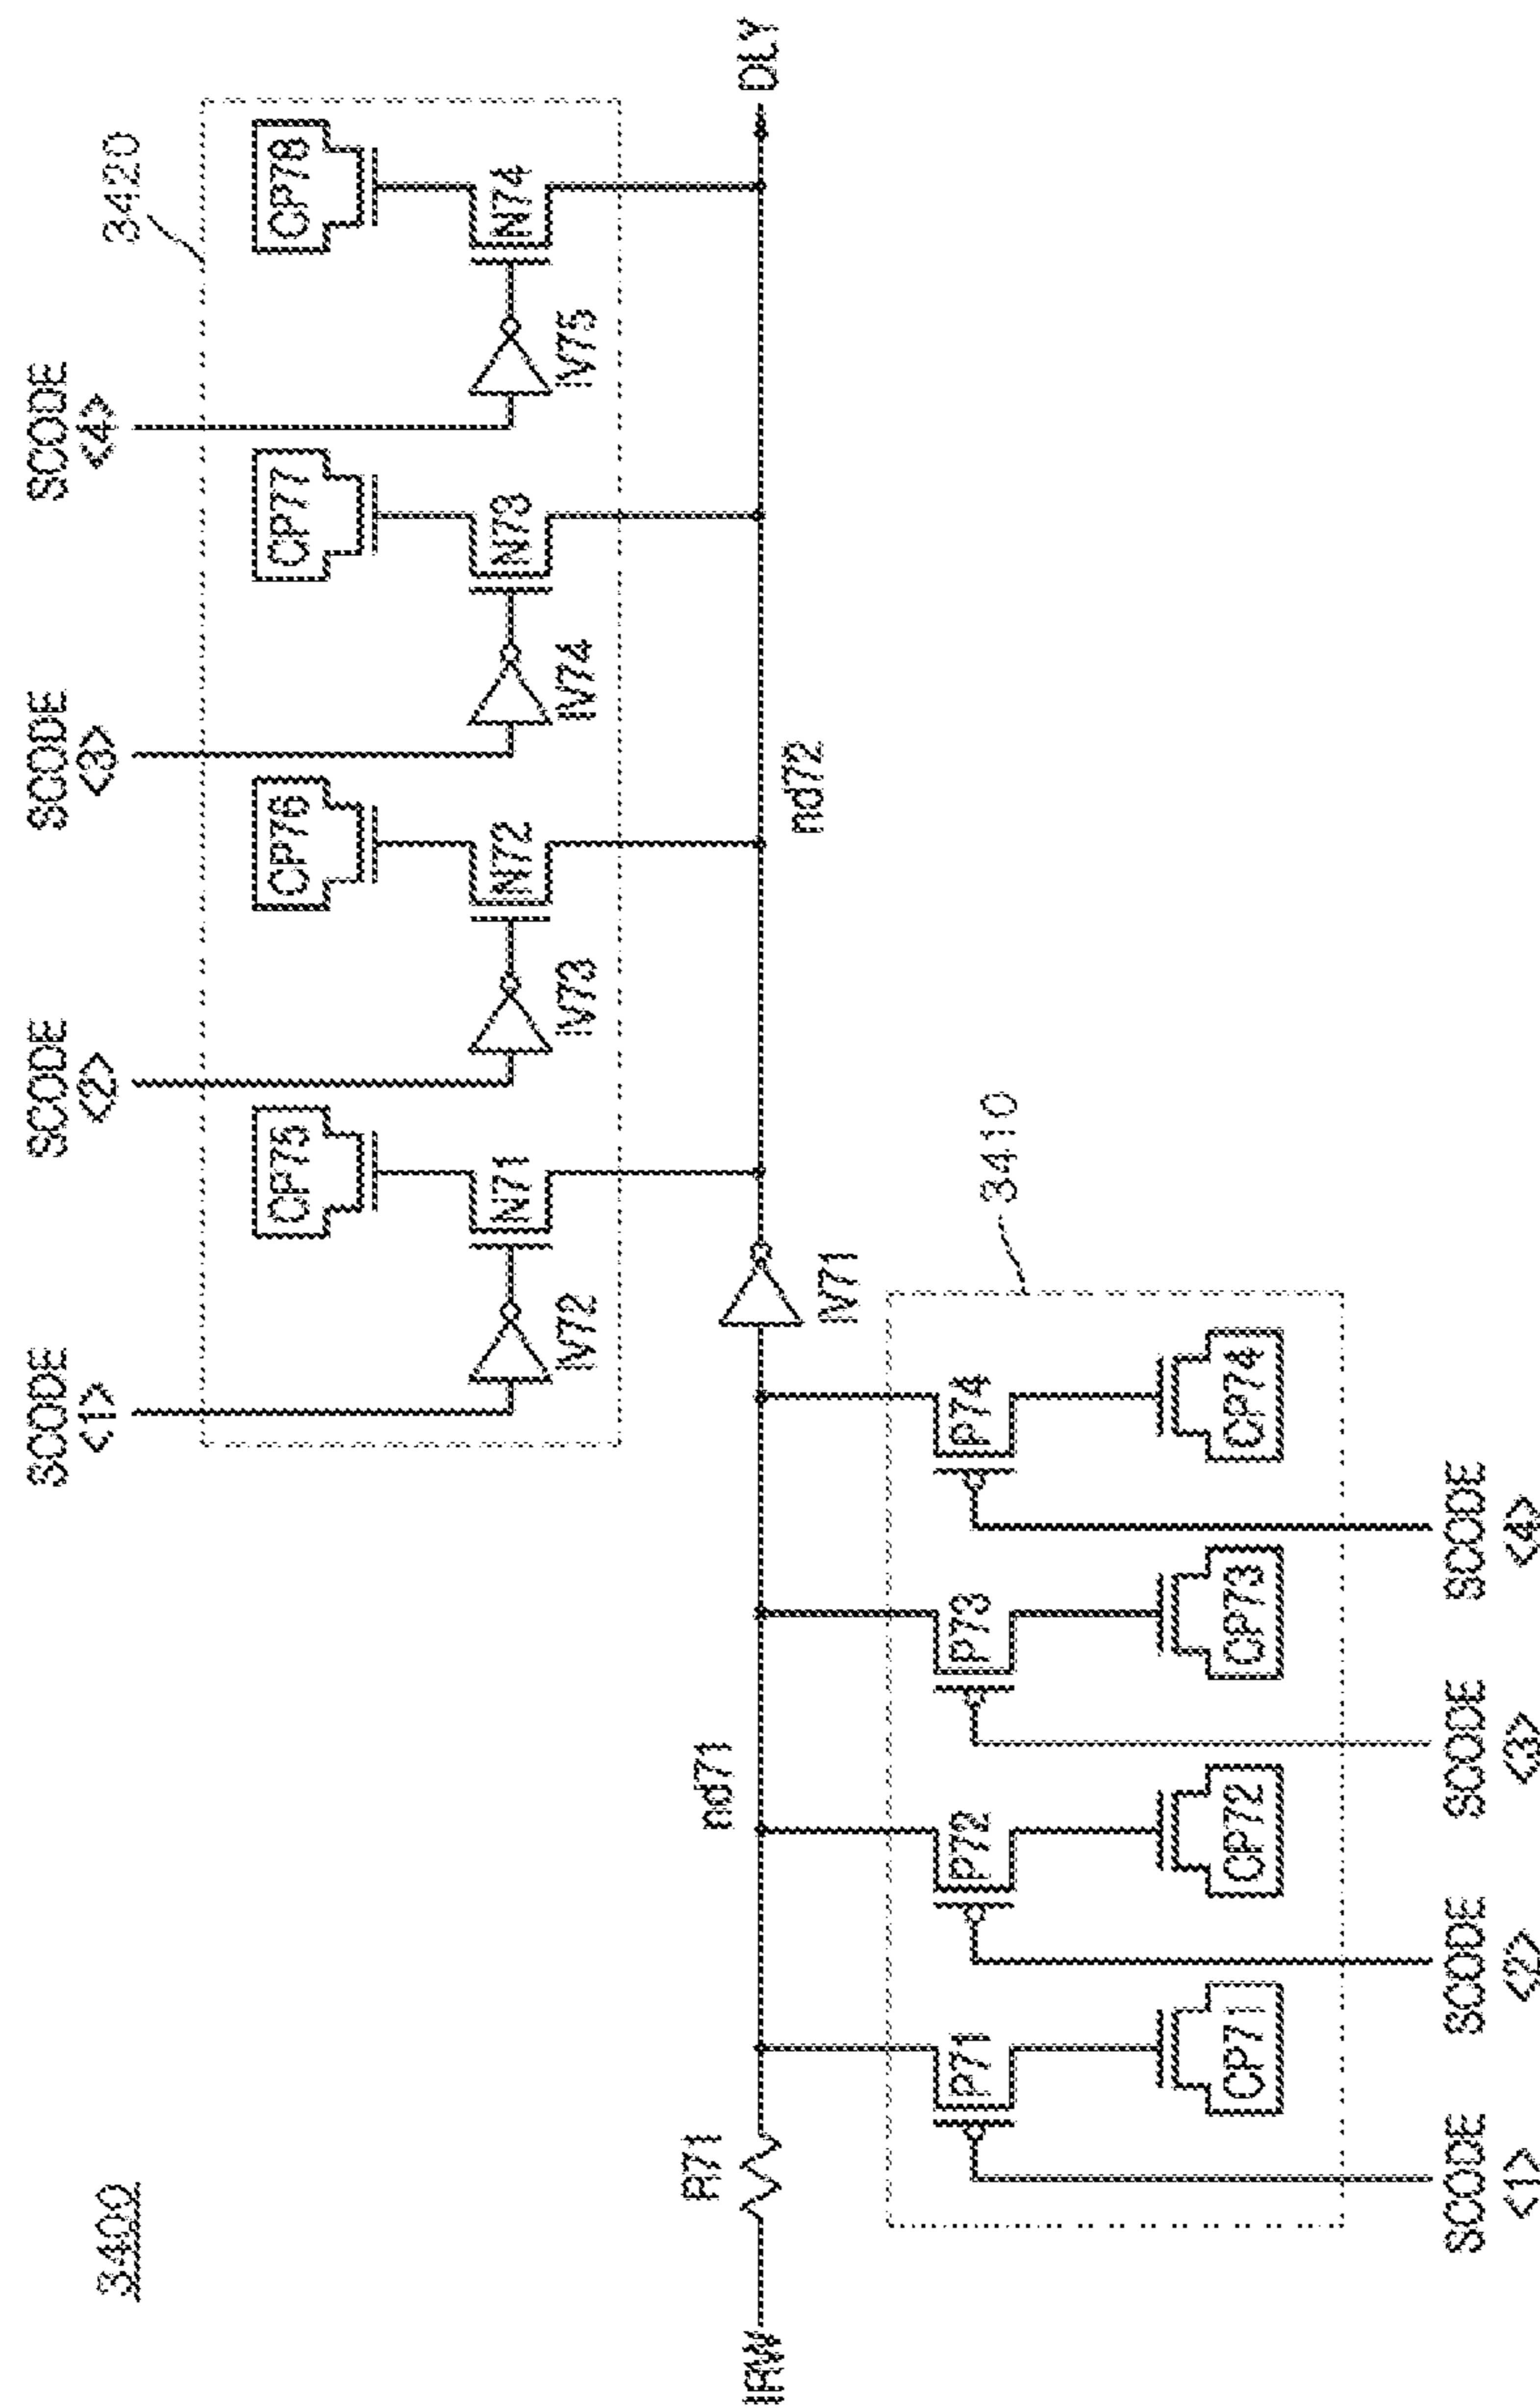 3400
SCODE
<1>
SCODE
<2>
SCODE
<3>
SCODE
<4>
3420
CP75
CP76
CP77
CP78
N71
N72
N73
N74
IV72
IV73
IV74
IV75
IRW
R71
nd71
IV71
nd72
DLY
3410
P71
P72
P73
P74
CP71
CP72
CP73
CP74
SCODE
<1>
SCODE
<2>
SCODE
<3>
SCODE
<4>